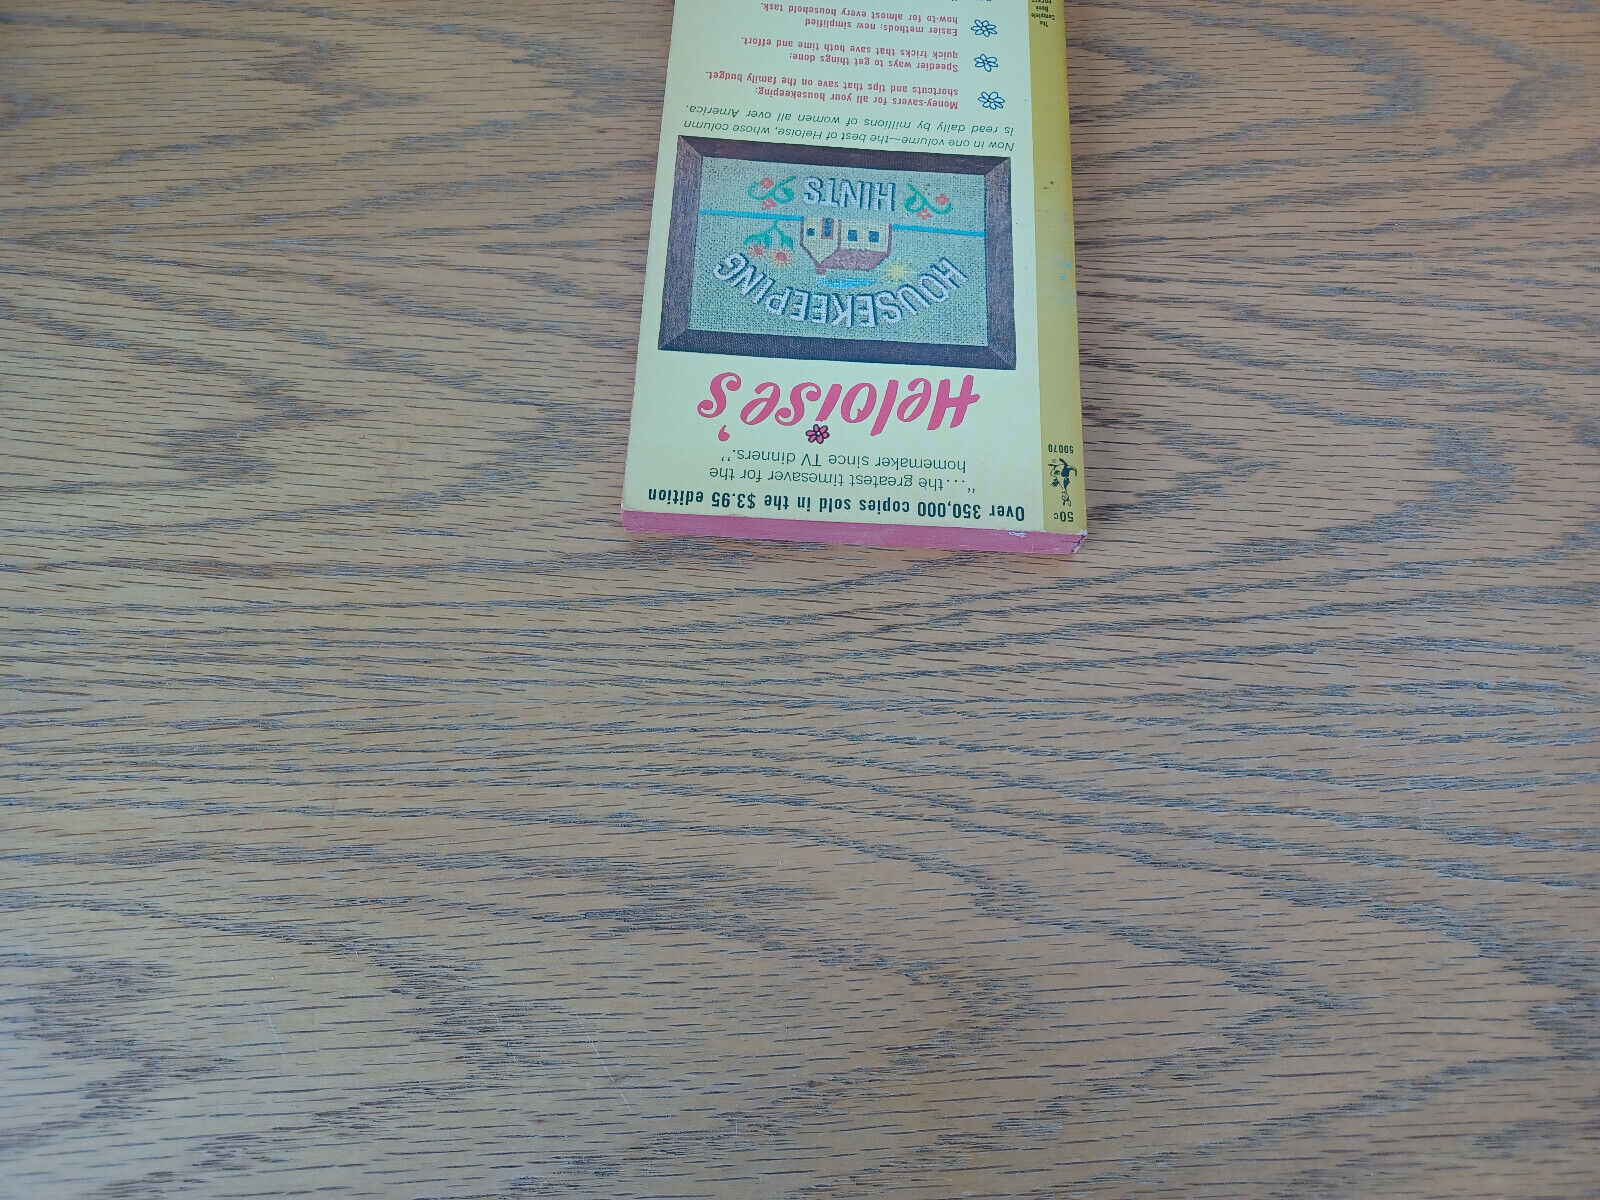 50¢
50070
Over 350,000 copies sold in the $3.95 edition
“...the greatest timesaver for the
homemaker since TV dinners.”
Heloise's
HOUSEKEEPING
HINTS
Now in one volume—the best of Heloise, whose column
is read daily by millions of women all over America.
Money-savers for all your housekeeping:
shortcuts and tips that save on the family budget.
Speedier ways to get things done:
quick tricks that save both time and effort.
Easier methods: new simplified
how-to for almost every household task.
The
Complete
Book